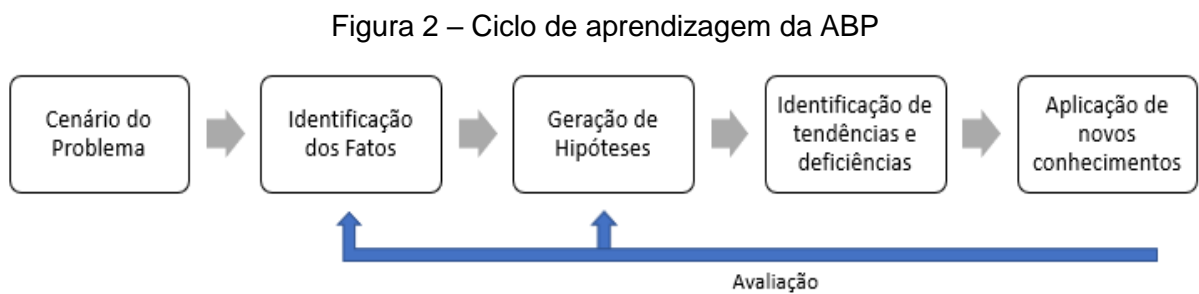 Figura 2 – Ciclo de aprendizagem da ABP
Cenário do
Problema
Identificação
dos Fatos
Geração de
Hipóteses
Identificação de
tendências e
deficiências
Aplicação de
novos
conhecimentos
Avaliação